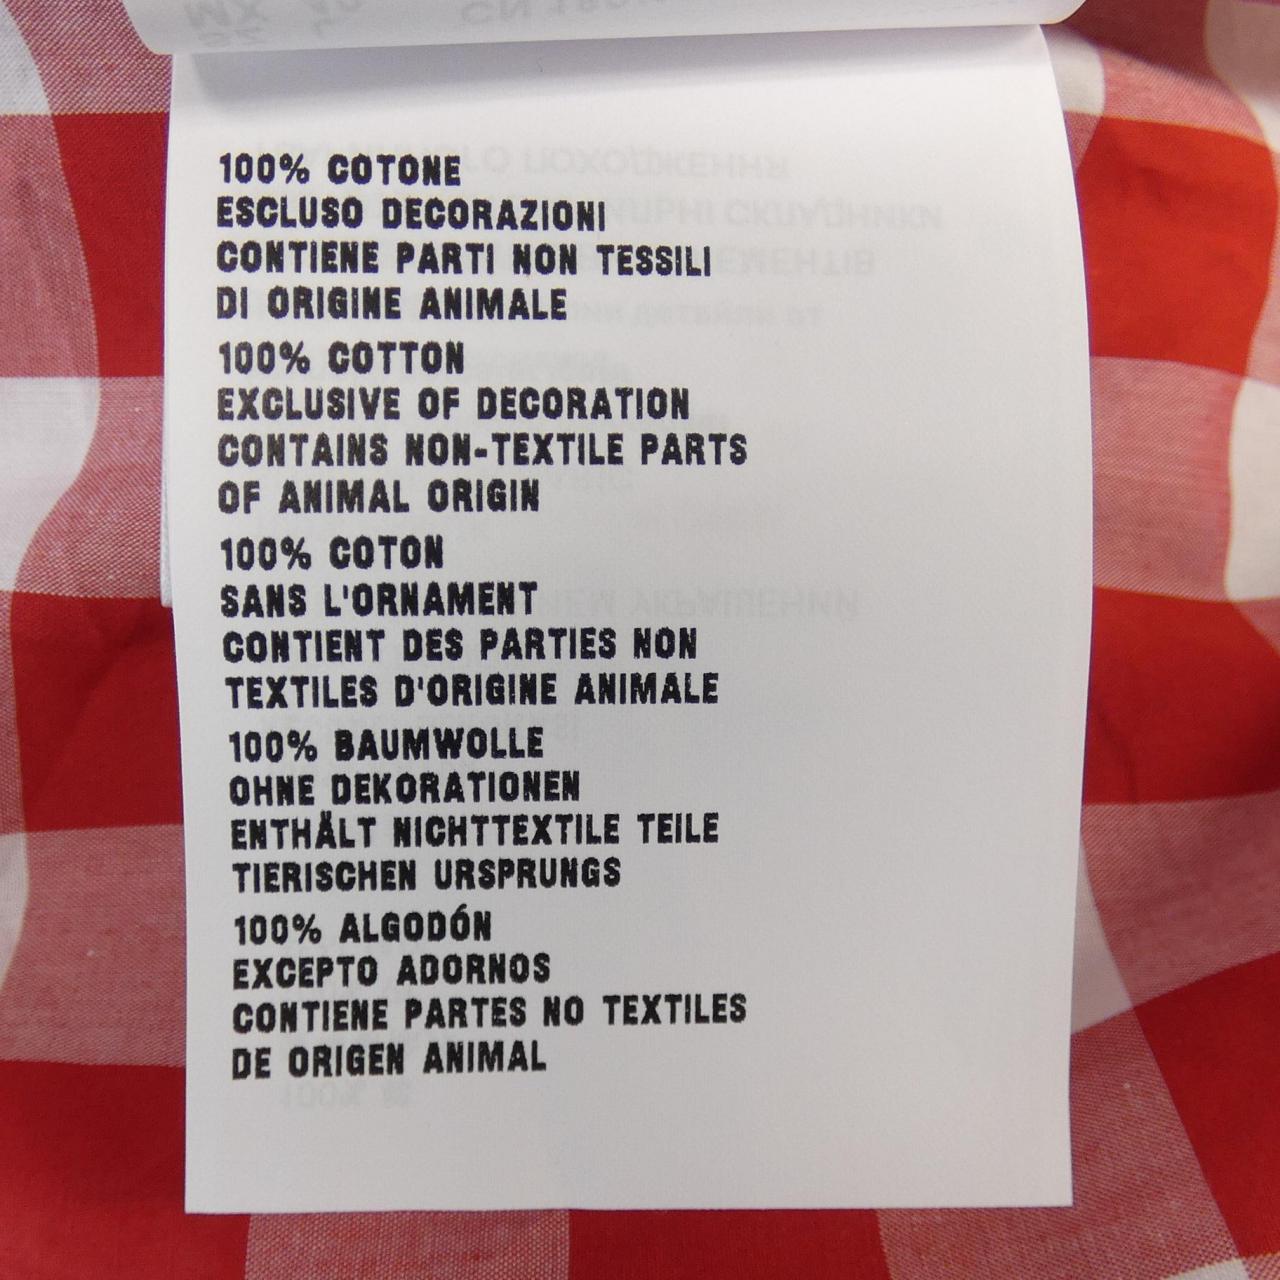 100% COTONE
ESCLUSO DECORAZIONI
CONTIENE PARTI NON TESSILI
DI ORIGINE ANIMALE
100% COTTON
EXCLUSIVE OF DECORATION
CONTAINS NON-TEXTILE PARTS
OF ANIMAL ORIGIN
100% COTON
SANS L'ORNAMENT
CONTIENT DES PARTIES NON
TEXTILES D'ORIGINE ANIMALE
100% BAUMWOLLE
OHNE DEKORATIONEN
ENTHÄLT NICHTTEXTILE TEILE
TIERISCHEN URSPRUNGS
100% ALGODÓN
EXCEPTO ADORNOS
CONTIENE PARTES NO TEXTILES
DE ORIGEN ANIMAL